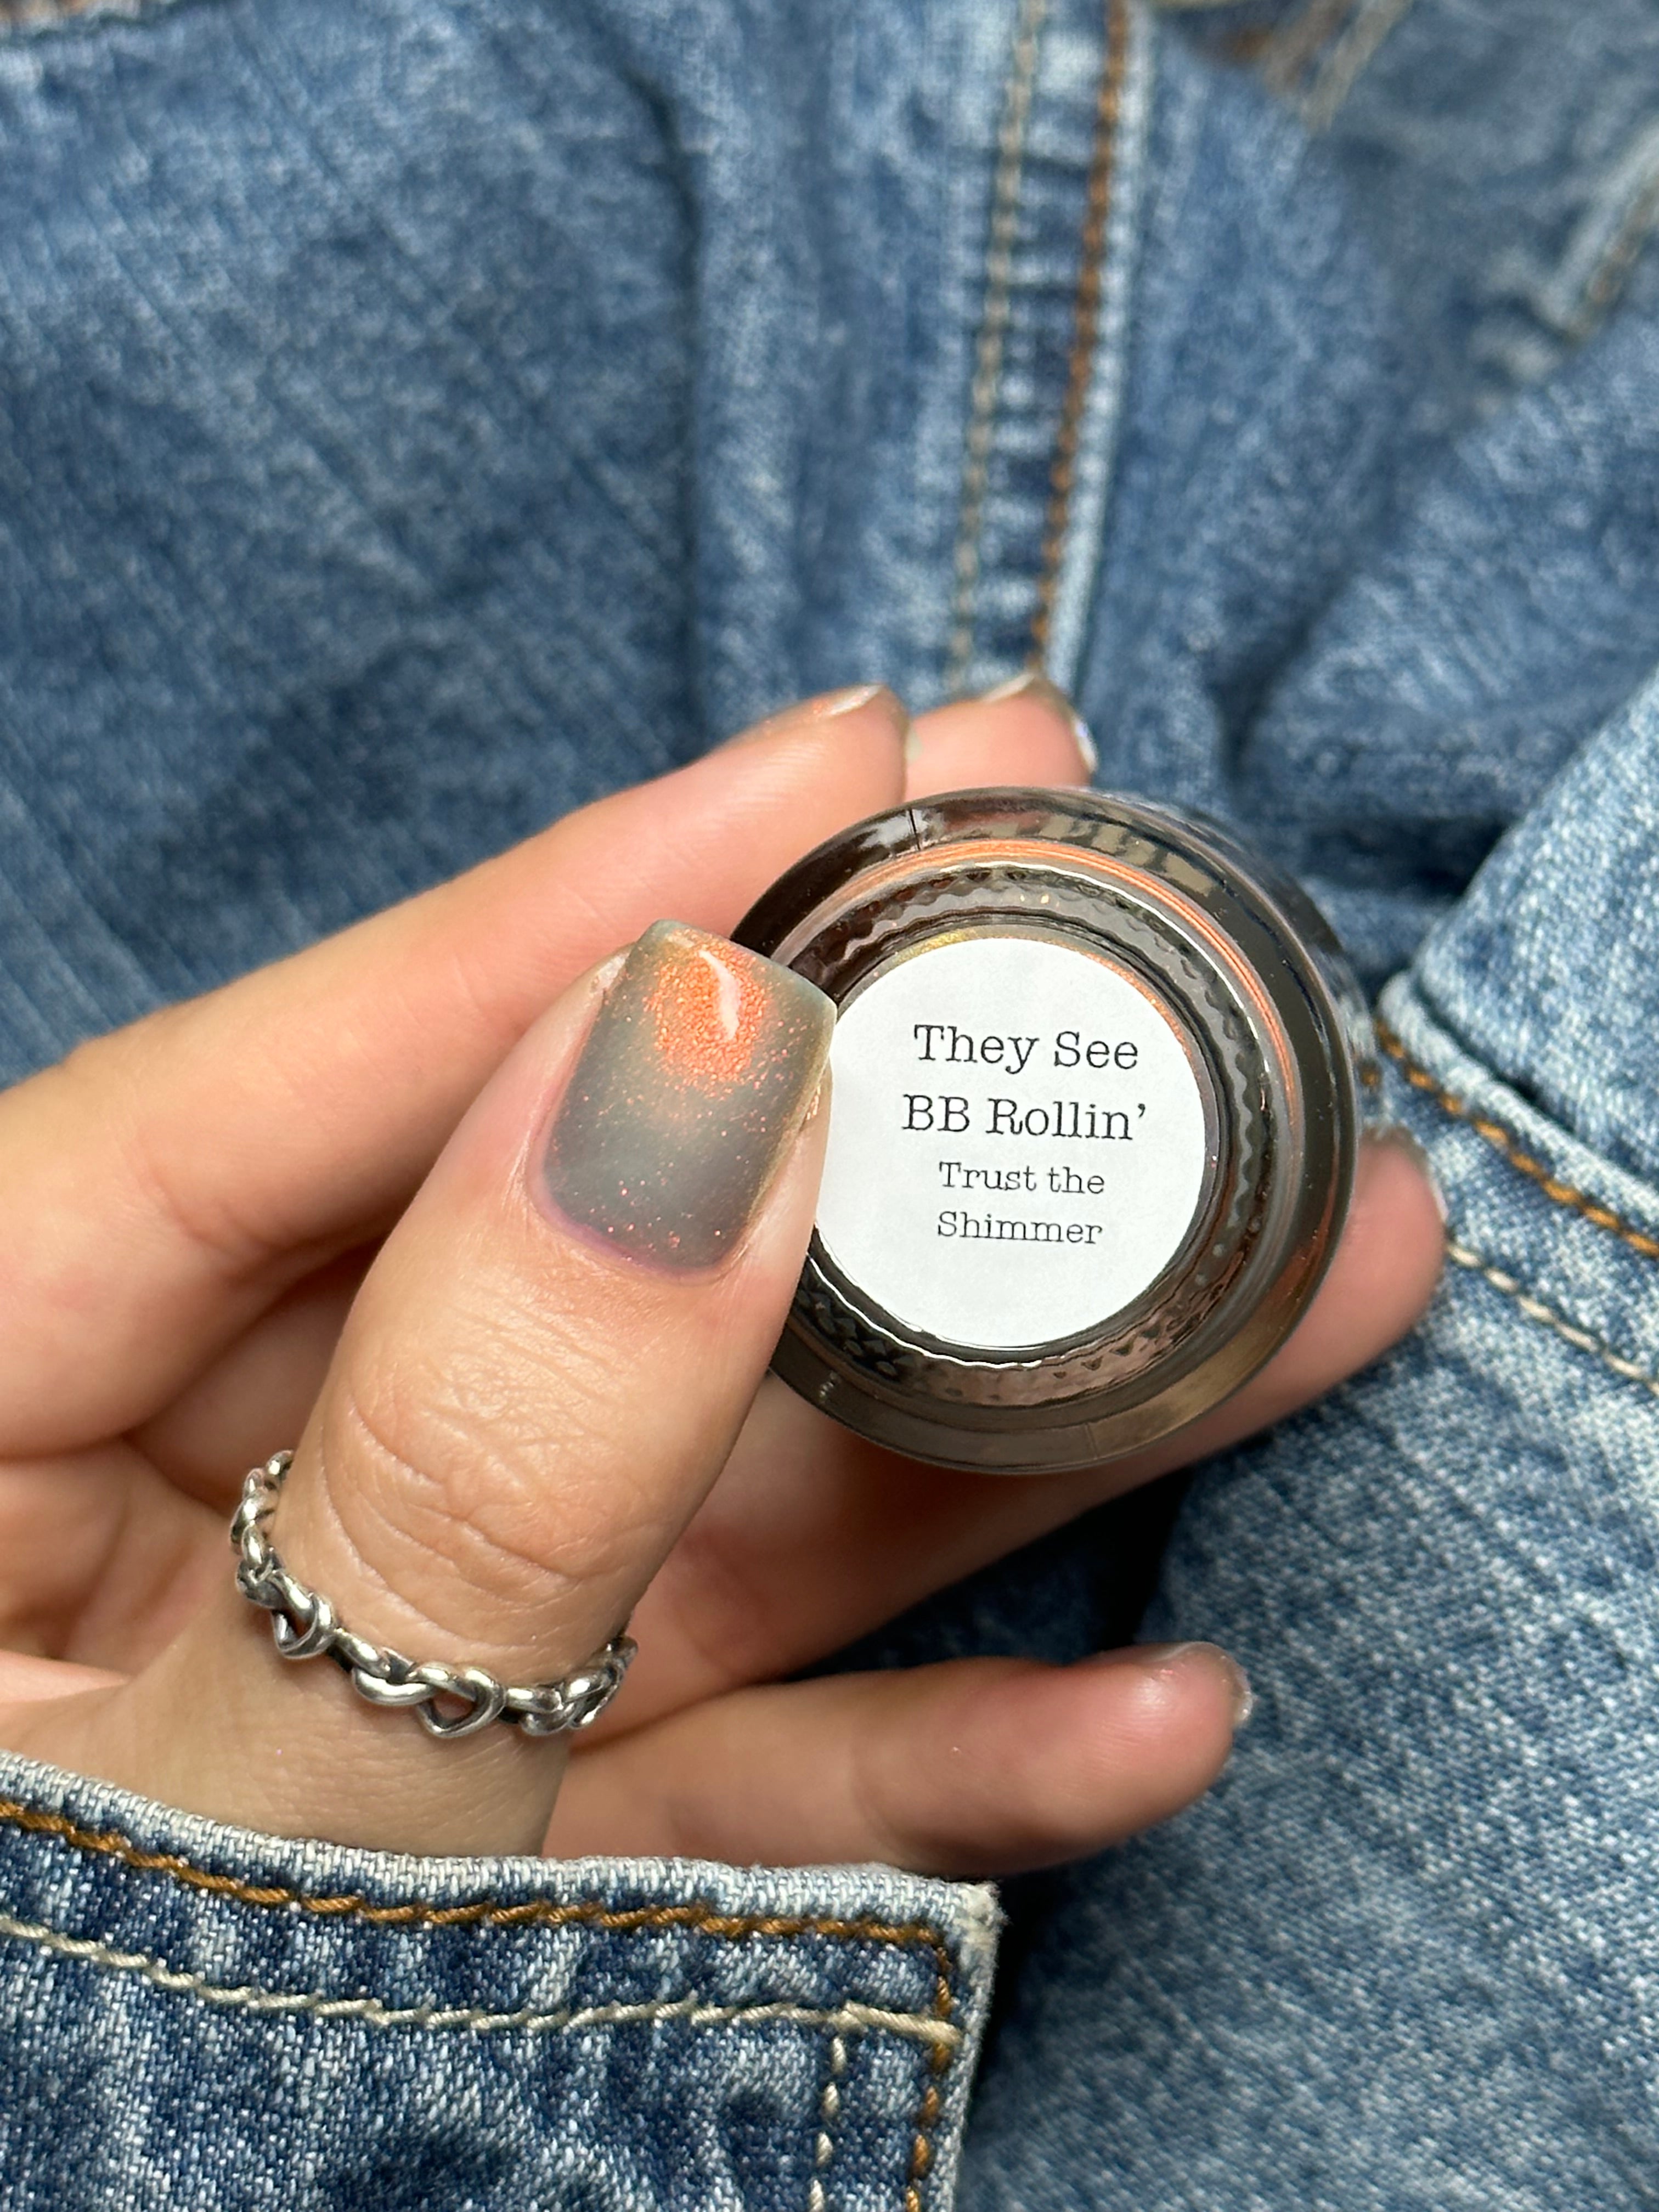 They See
BB Rollin’
Trust the
Shimmer